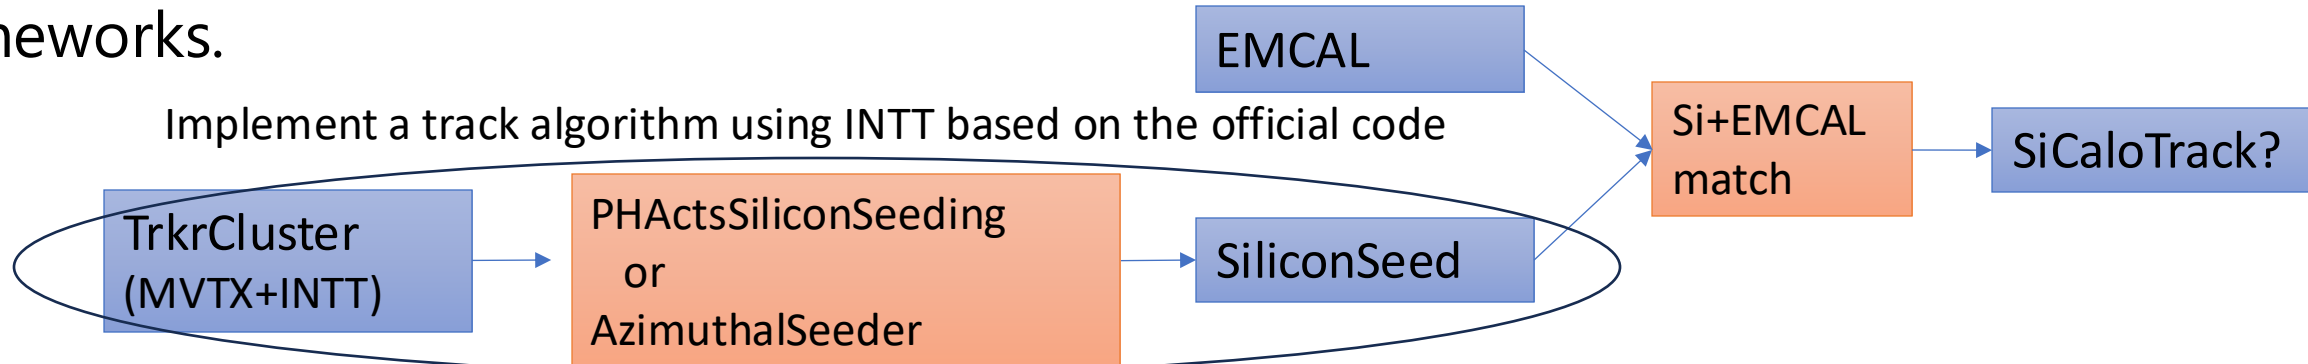 neworks.
EMCAL
Implement a track algorithm using INTT based on the official code
Si+EMCAL
match
SiCaloTrack?
TrkrCluster
(MVTX+INTT)
PHActsSiliconSeeding
or
AzimuthalSeeder
SiliconSeed